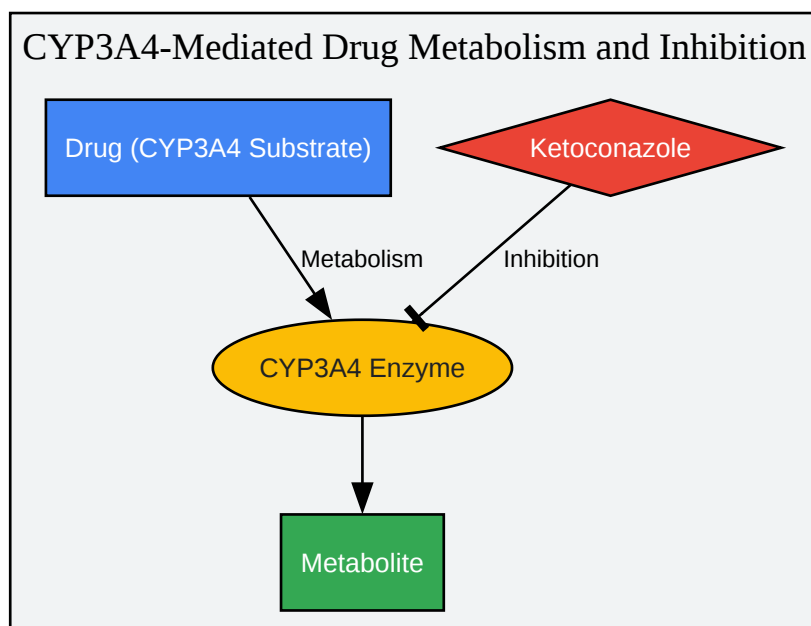 CYP3A4-Mediated Drug Metabolism and Inhibition
Drug (CYP3A4 Substrate)
Ketoconazole
Metabolism
Inhibition
CYP3A4 Enzyme
Metabolite